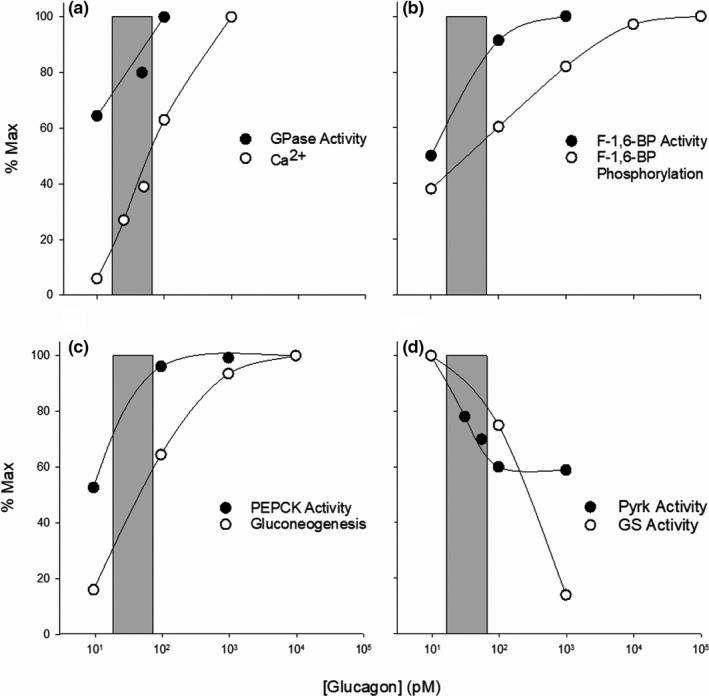 (a)
100
80
60
40
20
0
% Max
GPase Activity
Ca2+
(b)
F-1,6-BP Activity
F-1,6-BP
Phosphorylation
(c)
100
80
60
40
20
0
% Max
PEPCK Activity
Gluconeogenesis
10¹ 10² 10³ 10⁴ 10⁵
(d)
Pyrk Activity
GS Activity
10¹ 10² 10³ 10⁴ 10⁵
[Glucagon] (pM)